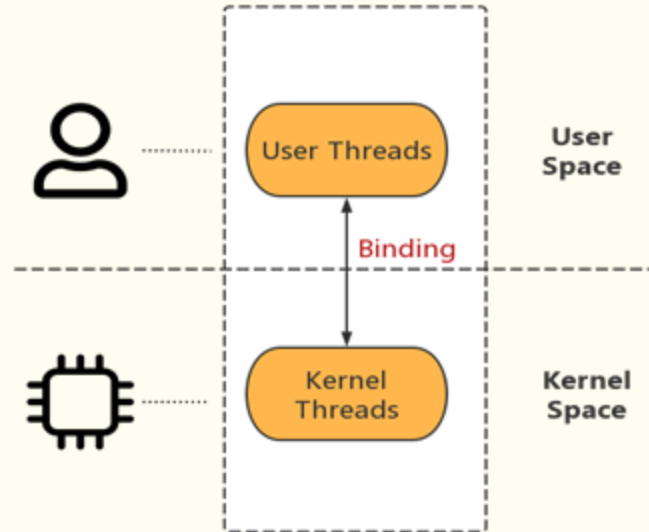 User Threads
User
Space
Binding
Kernel
Threads
Kernel
Space